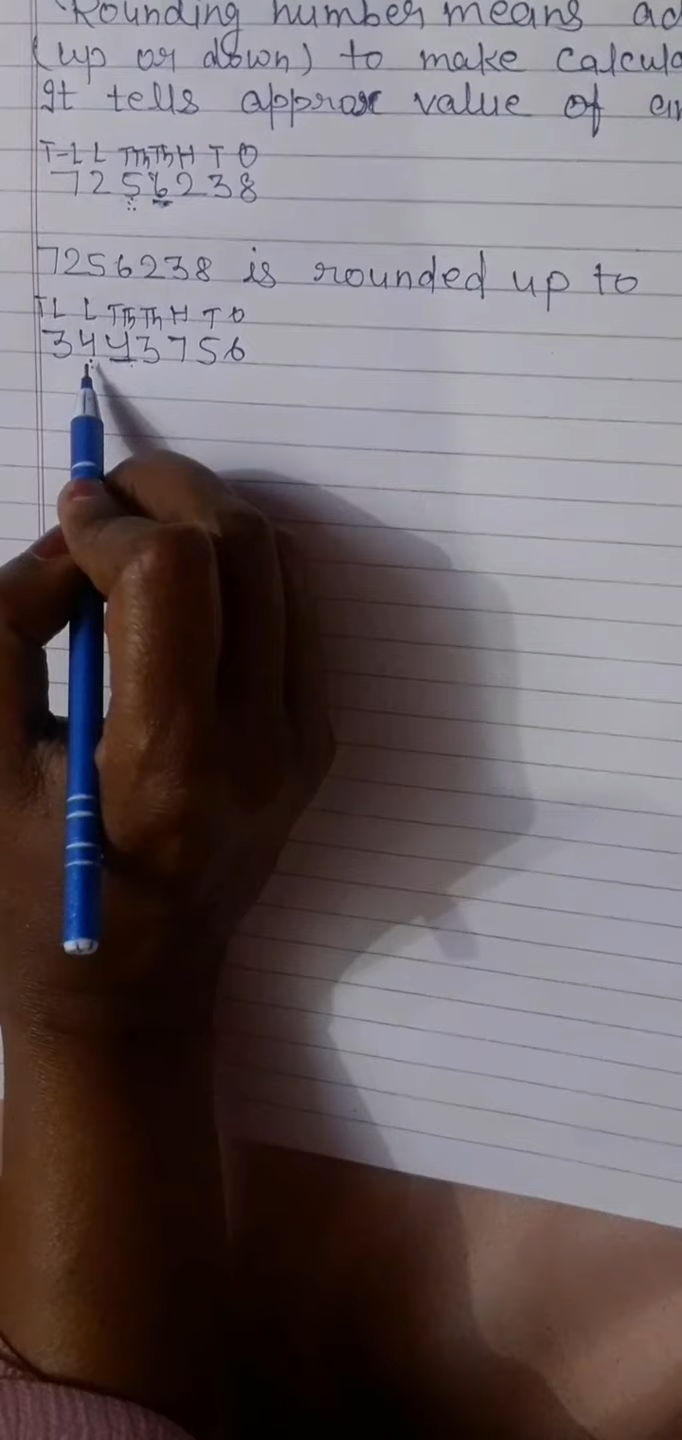 Rounding number means
(up or down) to make
It tells approx value of
T-L L TTh Th H T O
7256238
7256238 is rounded up to
TL L TTh Th H T O
3443756